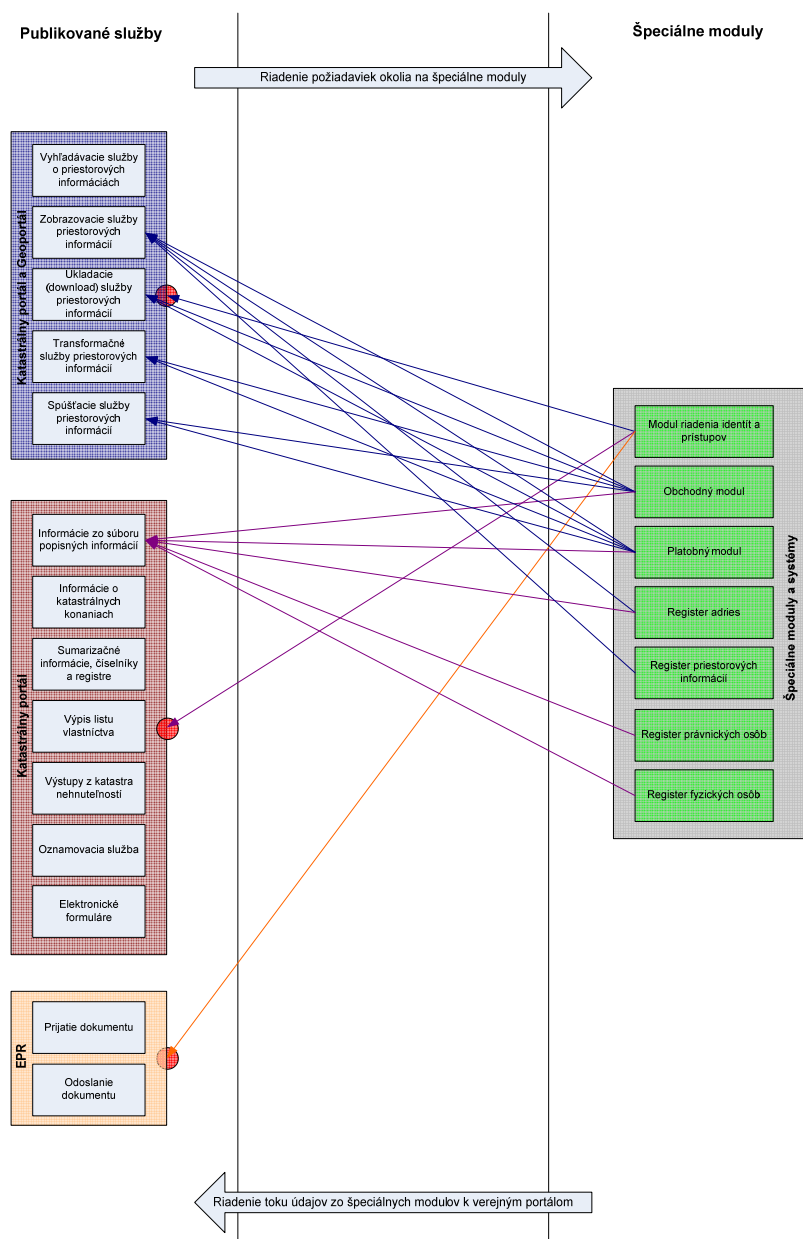 Publikované služby
Špeciálne moduly
Riadenie požiadaviek okolia na špeciálne moduly
Katastrálny portál a Geoportál
Vyhľadávacie služby
o priestorových
informáciách
Zobrazovacie služby
priestorových
informácií
Ukladacie
(download) služby
priestorových
informácií
Transformačné
služby priestorových
informácií
Spúšťacie služby
priestorových
informácií
Katastrálny portál
Informácie zo súboru
popisných informácií
Informácie o
katastrálnych
konaniach
Sumarizačné
informácie, číselníky
a registre
Výpis listu
vlastníctva
Výstupy z katastra
nehnuteľností
Oznamovacia služba
Elektronické
formuláre
EPR
Prijatie dokumentu
Odoslanie
dokumentu
Špeciálne moduly a systémy
Modul riadenia identít a
prístupov
Obchodný modul
Platobný modul
Register adries
Register priestorových
informácií
Register právnických osôb
Register fyzických osôb
Riadenie toku údajov zo špeciálnych modulov k verejným portálom